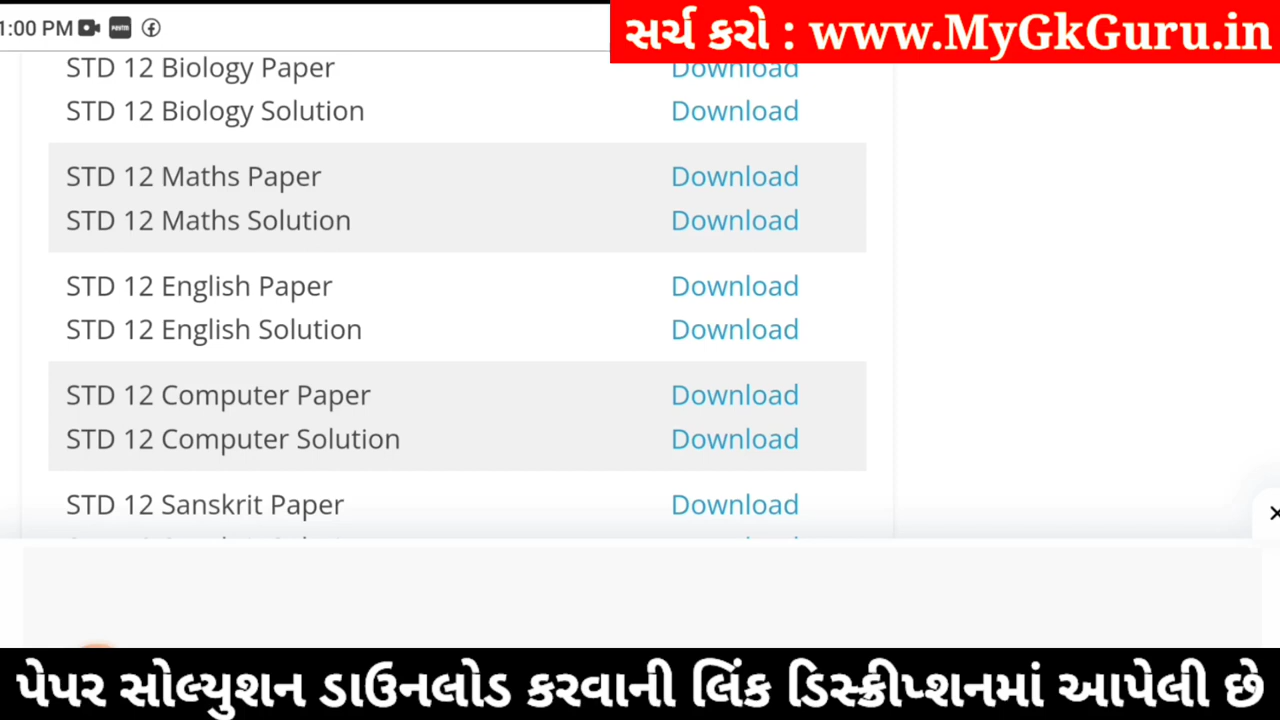 1:00 PM
સર્ચ કરો : www.MyGkGuru.in
STD 12 Biology Paper Download
STD 12 Biology Solution Download
STD 12 Maths Paper Download
STD 12 Maths Solution Download
STD 12 English Paper Download
STD 12 English Solution Download
STD 12 Computer Paper Download
STD 12 Computer Solution Download
STD 12 Sanskrit Paper Download
પેપર સોલ્યુશન ડાઉનલોડ કરવાની લિંક ડિસ્ક્રીપ્શનમાં આપેલી છે